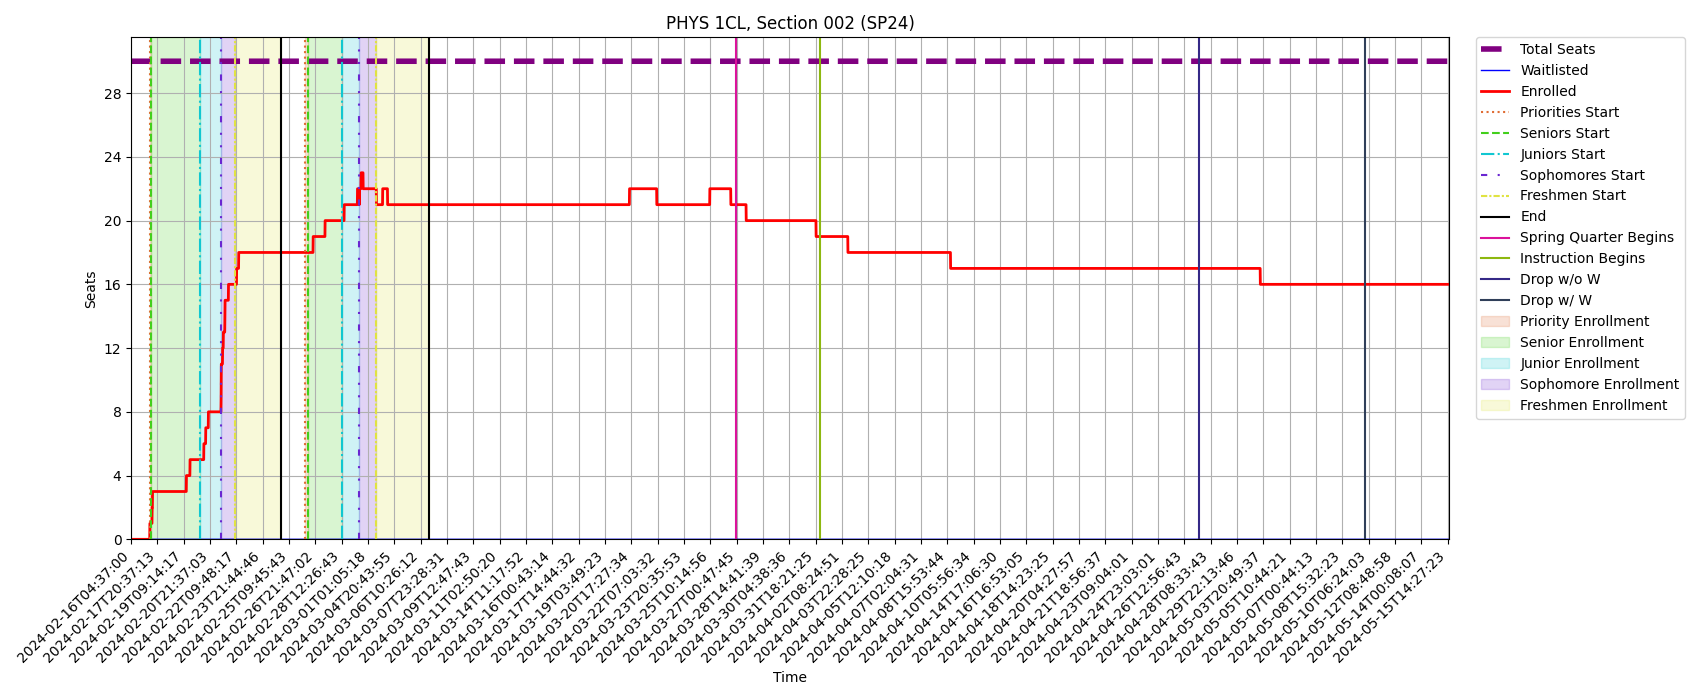 PHYS 1CL, Section 002 (SP24)
Seats
28
24
20
16
12
8
4
0
2024-02-16T04:37:00
2024-02-17T20:37:13
2024-02-19T09:14:17
2024-02-20T21:37:03
2024-02-22T09:48:17
2024-02-23T21:44:46
2024-02-25T09:45:43
2024-02-26T21:47:02
2024-02-28T12:26:43
2024-03-01T01:05:18
2024-03-04T20:43:55
2024-03-06T10:26:12
2024-03-07T23:28:31
2024-03-09T12:47:43
2024-03-11T02:50:20
2024-03-14T11:17:52
2024-03-16T00:43:14
2024-03-17T14:44:32
2024-03-19T03:49:23
2024-03-20T17:27:34
2024-03-22T07:03:32
2024-03-23T20:35:53
2024-03-25T10:14:56
2024-03-27T00:47:45
2024-03-28T14:41:39
2024-03-30T04:38:36
2024-03-31T18:21:25
2024-04-02T08:24:51
2024-04-03T22:28:25
2024-04-05T12:10:18
2024-04-07T02:04:31
2024-04-08T15:53:44
2024-04-10T05:56:34
2024-04-14T17:06:30
2024-04-16T16:53:05
2024-04-18T14:23:25
2024-04-20T04:27:57
2024-04-21T18:56:37
2024-04-23T09:04:01
2024-04-24T23:03:01
2024-04-26T12:56:43
2024-04-28T08:33:43
2024-04-29T22:13:46
2024-05-03T20:49:37
2024-05-05T10:44:21
2024-05-07T00:44:13
2024-05-08T15:32:23
2024-05-10T06:24:03
2024-05-12T08:48:58
2024-05-14T00:08:07
2024-05-15T14:27:23
Time
Total Seats
Waitlisted
Enrolled
Priorities Start
Seniors Start
Juniors Start
Sophomores Start
Freshmen Start
End
Spring Quarter Begins
Instruction Begins
Drop w/o W
Drop w/ W
Priority Enrollment
Senior Enrollment
Junior Enrollment
Sophomore Enrollment
Freshmen Enrollment